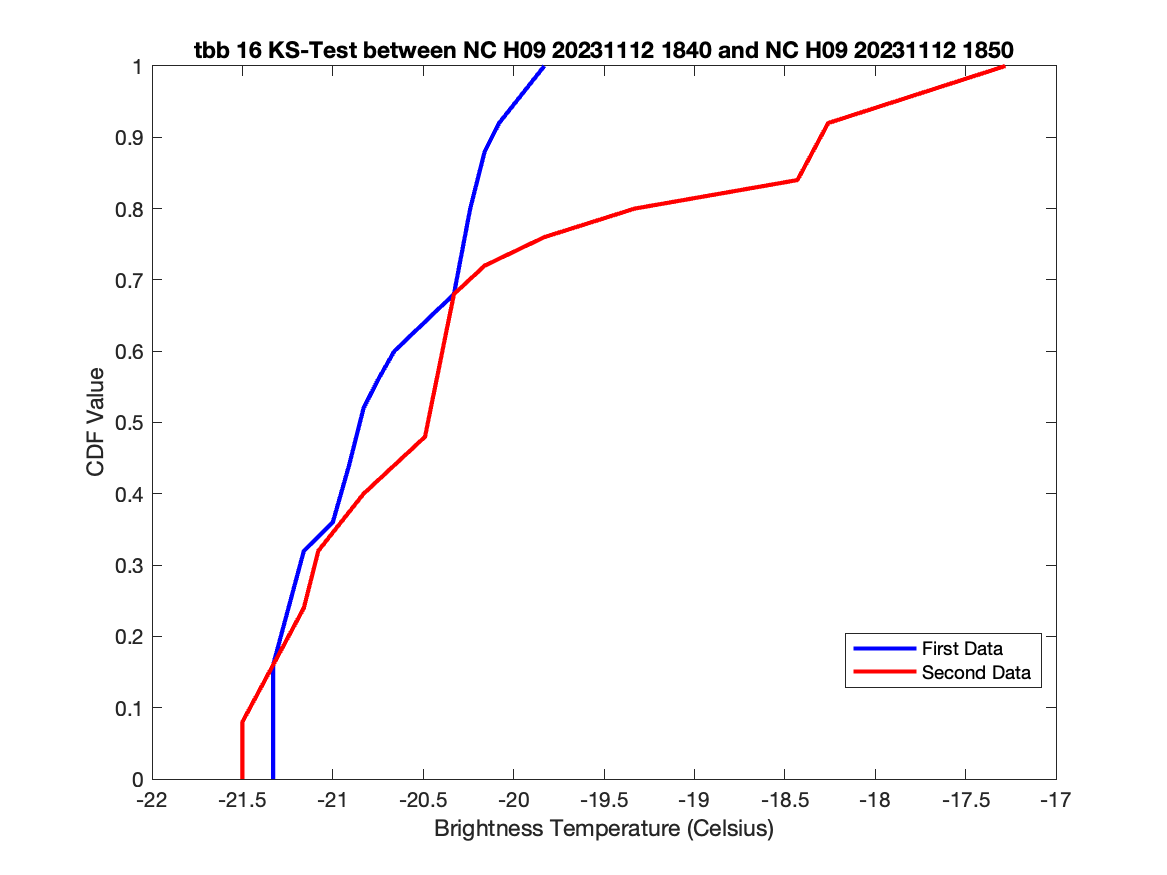 tbb 16 KS-Test between NC H09 20231112 1840 and NC H09 20231112 1850
1
0.9
0.8
0.7
0.6
0.5
0.4
0.3
0.2
0.1
0
CDF Value
First Data
Second Data
-22 -21.5 -21 -20.5 -20 -19.5 -19 -18.5 -18 -17.5 -17
Brightness Temperature (Celsius)